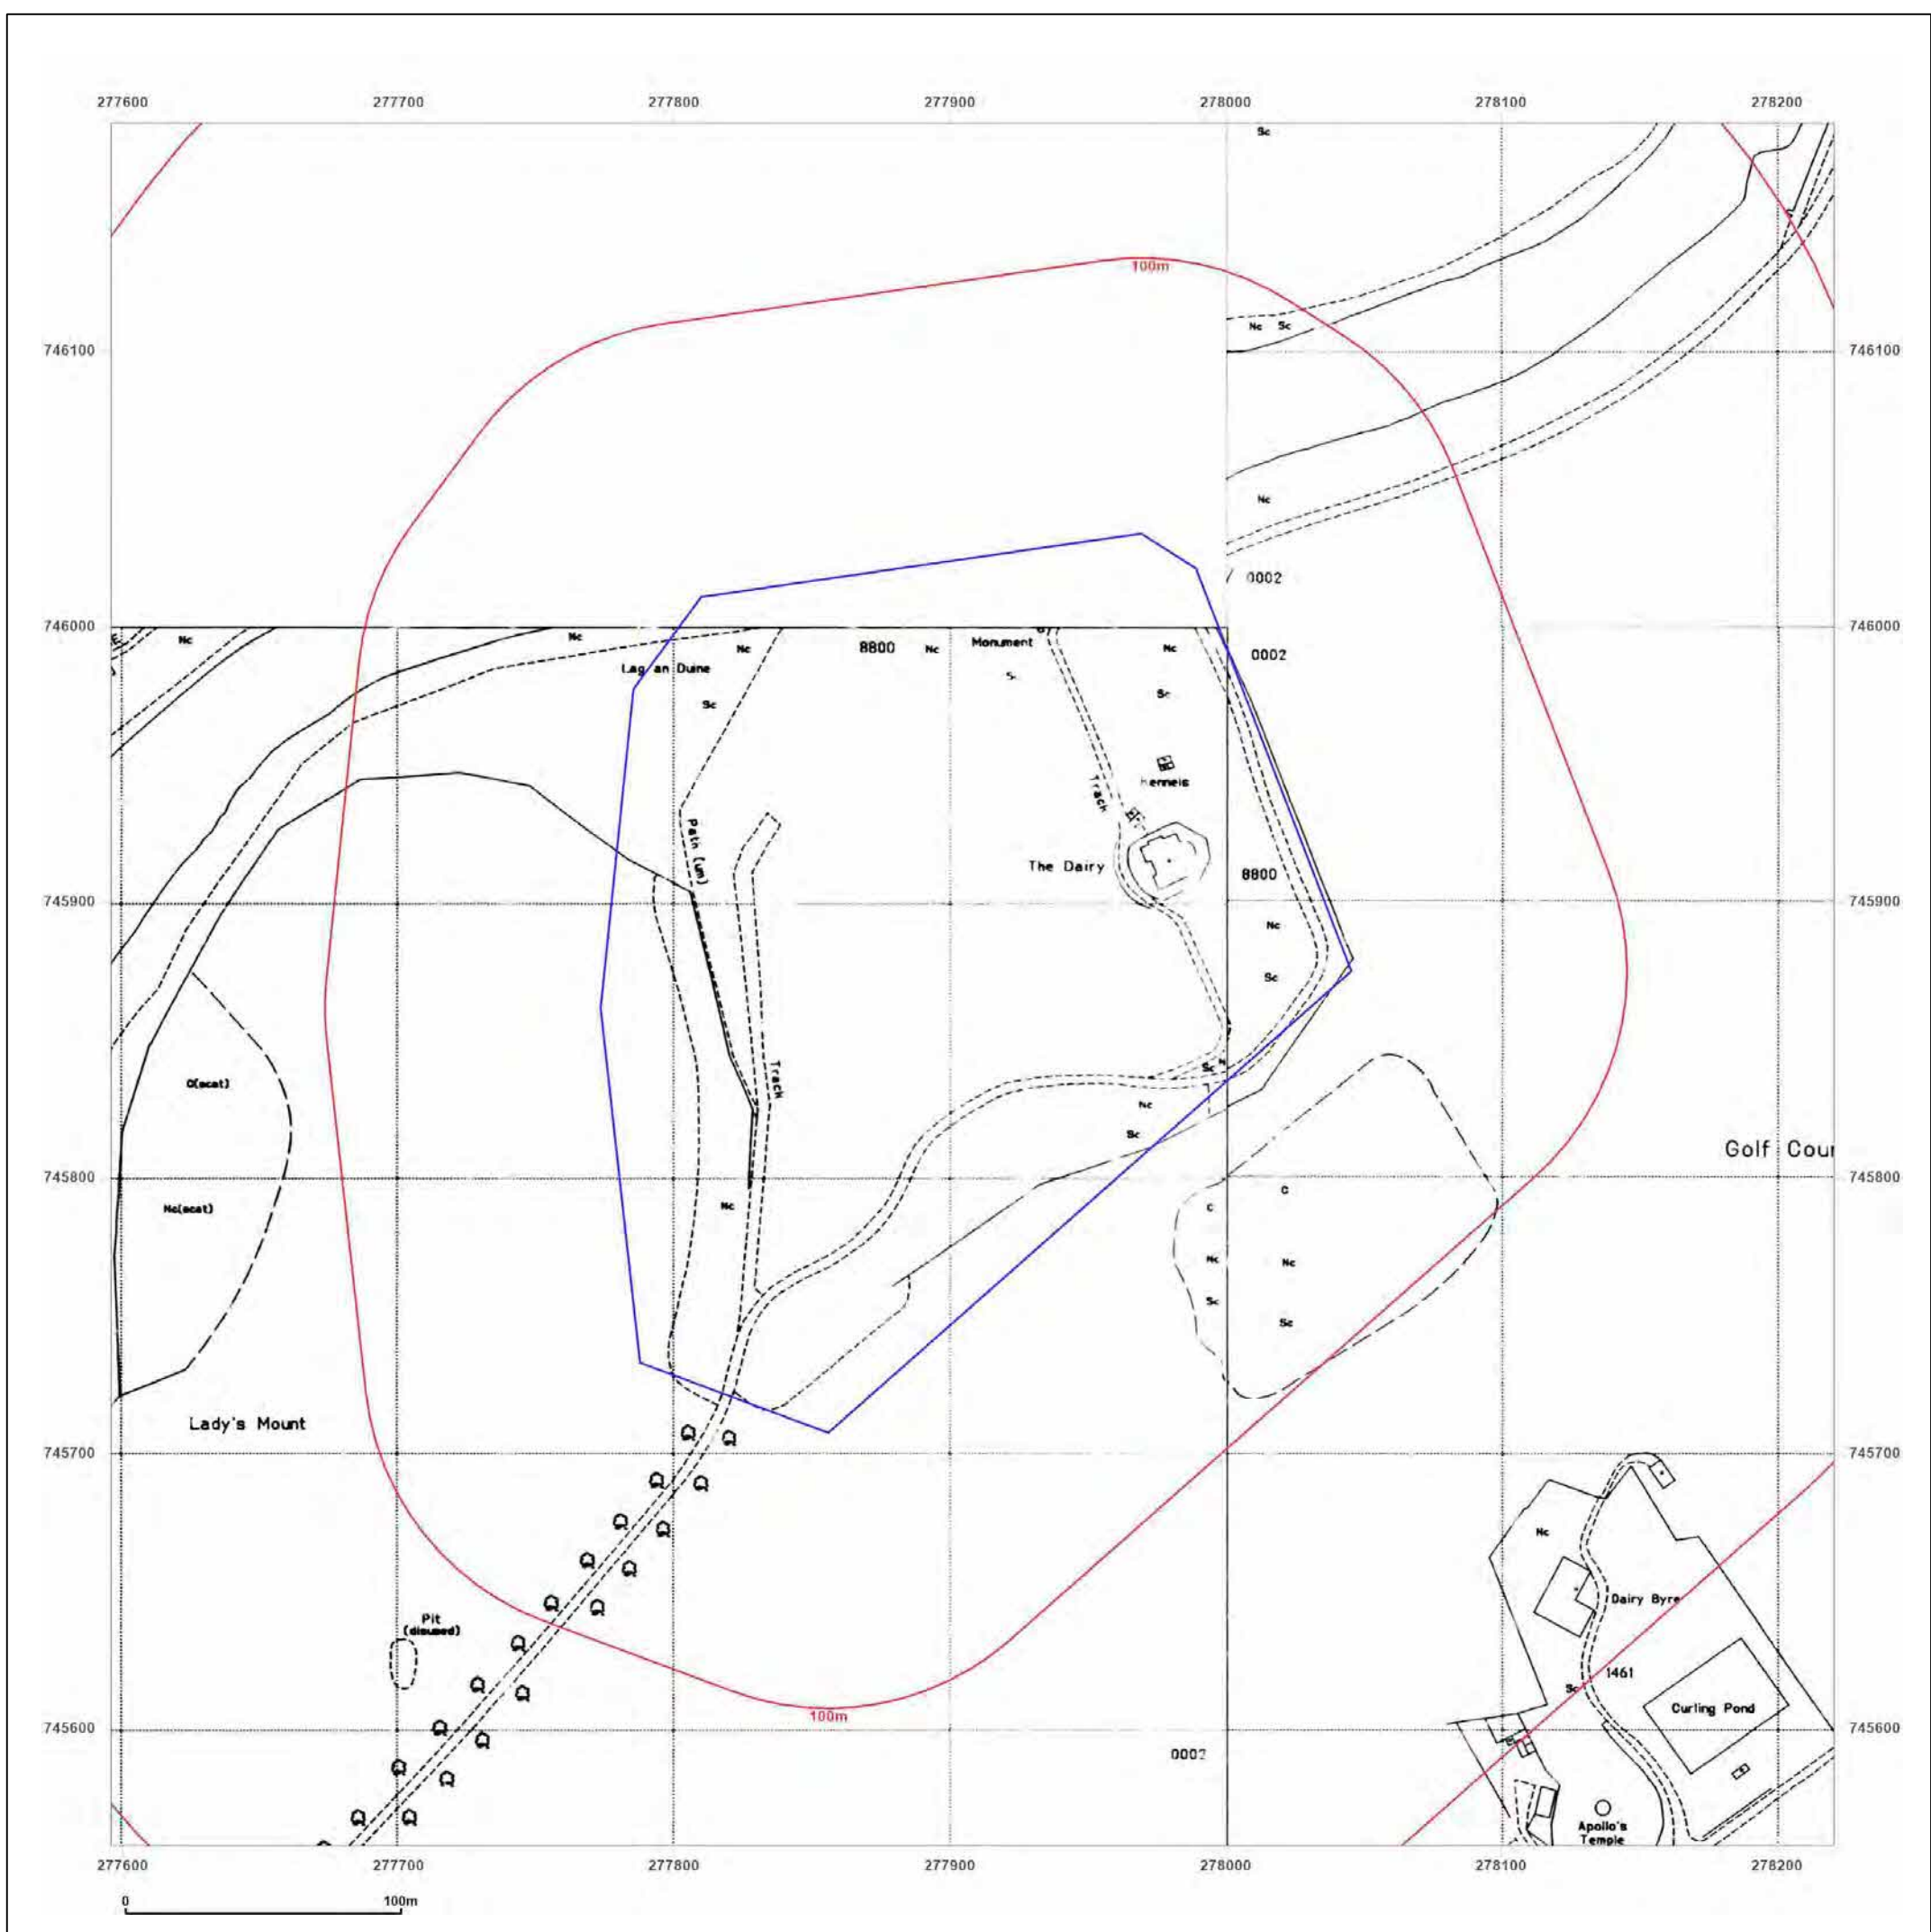 277600 277700 277800 277900 278000 278100 278200
Sc
100m
Nc Sc
746100 746100
Nc
0002
746000 746000
Nc
Nc
Nc
8800
Nc
Monument
Nc
0002
Lag an Duine
Sc
Sc
Track
Kennels
Path (um)
The Dairy
8800
745900 745900
Nc
Sc
Sc
O(scat)
Track
Nc
Sc
Golf Cour
745800 745800
Nc(scat)
Nc
C
C
Nc
Nc
Sc
Sc
Lady's Mount
745700 745700
Nc
Dairy Byre
Pit
(disused)
1461
Sc
Curling Pond
100m
745600 745600
0002
Apollo's
Temple
277600 277700 277800 277900 278000 278100 278200
0 100m